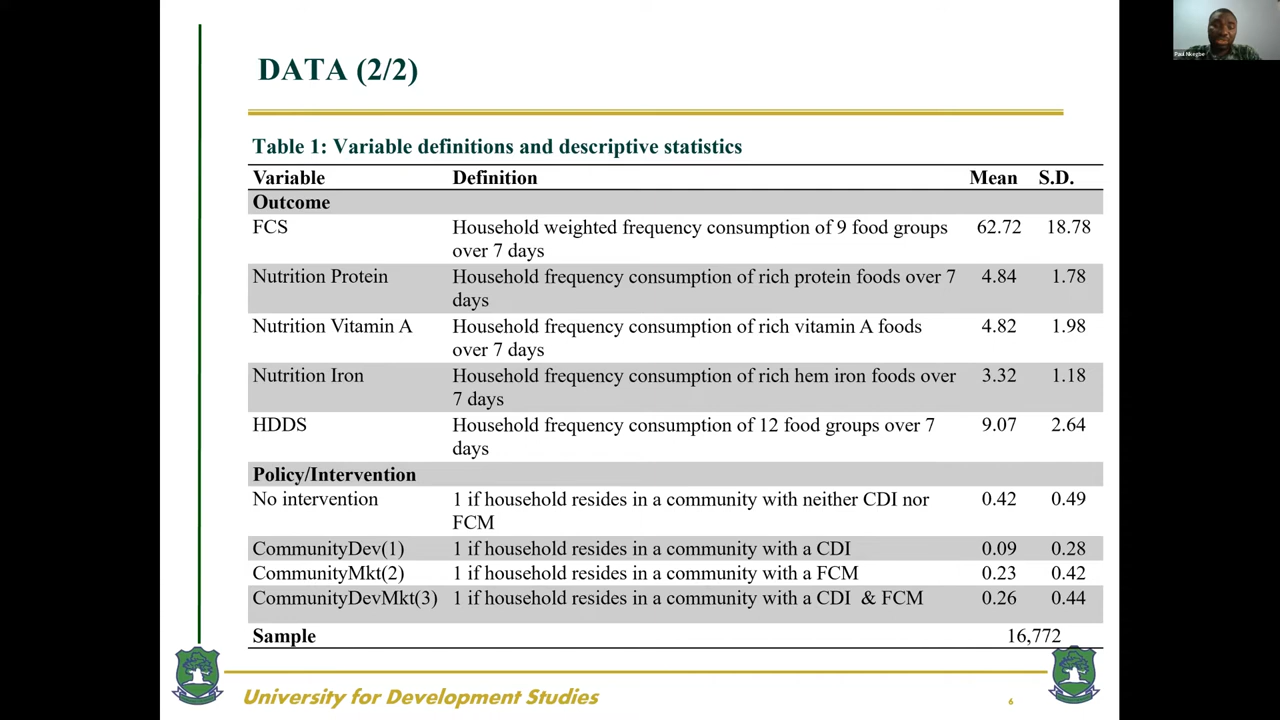 Paul Nkegbe
DATA (2/2)
Table 1: Variable definitions and descriptive statistics
Variable Definition Mean S.D.
Outcome
FCS Household weighted frequency consumption of 9 food groups 62.72 18.78
over 7 days
Nutrition Protein Household frequency consumption of rich protein foods over 7 4.84 1.78
days
Nutrition Vitamin A Household frequency consumption of rich vitamin A foods 4.82 1.98
over 7 days
Nutrition Iron Household frequency consumption of rich hem iron foods over 3.32 1.18
7 days
HDDS Household frequency consumption of 12 food groups over 7 9.07 2.64
days
Policy/Intervention
No intervention 1 if household resides in a community with neither CDI nor 0.42 0.49
FCM
CommunityDev(1) 1 if household resides in a community with a CDI 0.09 0.28
CommunityMkt(2) 1 if household resides in a community with a FCM 0.23 0.42
CommunityDevMkt(3) 1 if household resides in a community with a CDI & FCM 0.26 0.44
Sample 16,772
University for Development Studies 6